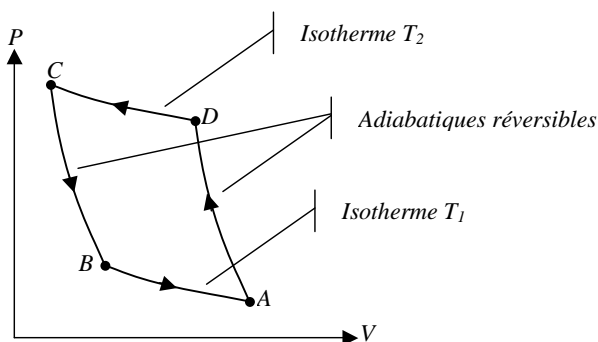 Isotherme T2
P
C
D
Adiabatiques réversibles
Isotherme T1
B
A
V